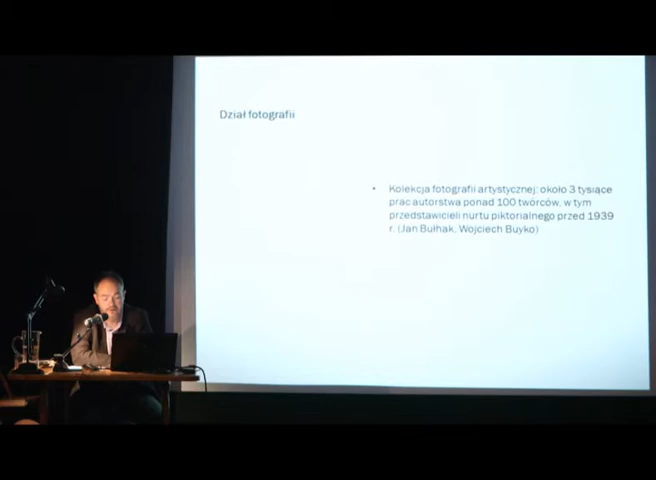 Dział fotografii
• Kolekcja fotografii artystycznej: około 3 tysiące
prac autorstwa ponad 100 twórców, w tym
przedstawicieli nurtu piktorialnego przed 1939
r. (Jan Bułhak, Wojciech Buyko)